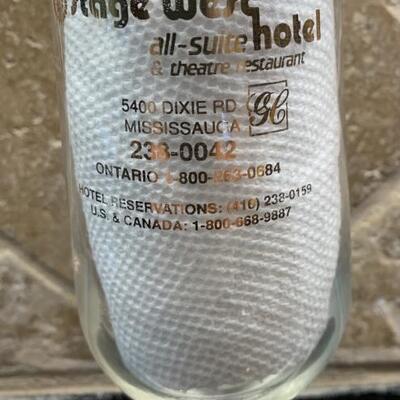 stage west
all-suite hotel
& theatre restaurant
5400 DIXIE RD
MISSISSAUGA
GH
238-0042
ONTARIO 1-800-263-0684
HOTEL RESERVATIONS: (416) 238-0159
U.S. & CANADA: 1-800-668-9887